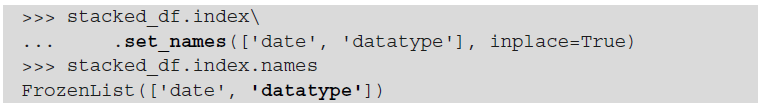 >>> stacked_df.index\
...     .set_names(['date', 'datatype'], inplace=True)
>>> stacked_df.index.names
FrozenList(['date', 'datatype'])